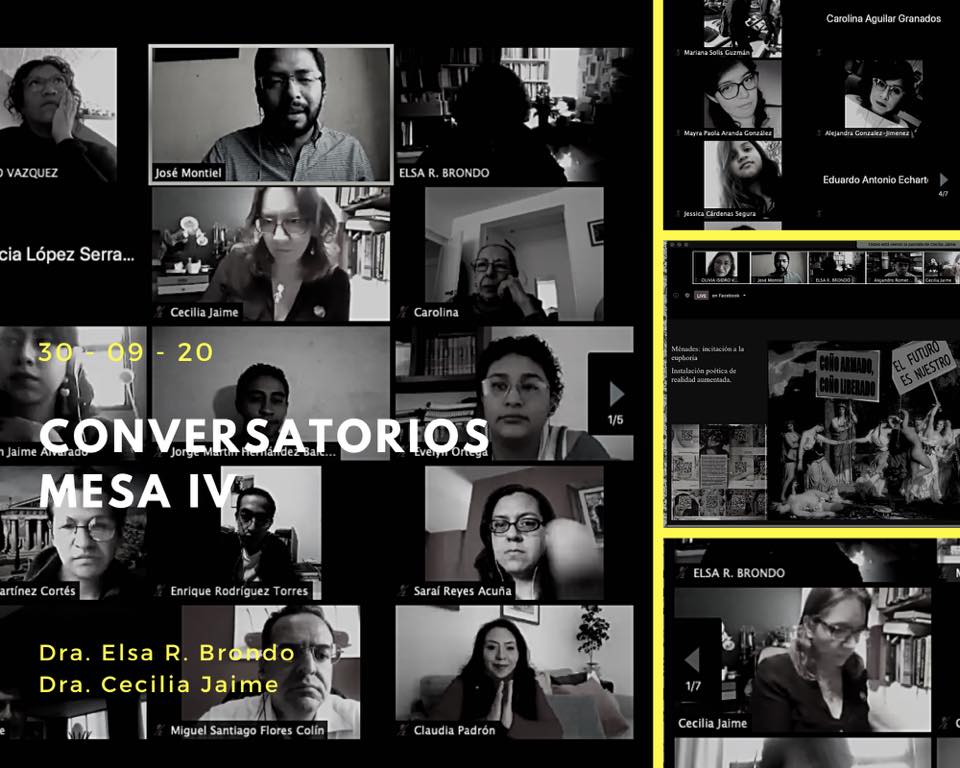 VAZQUEZ
José Montiel
ELSA R. BRONDO
cia López Serra...
Cecilia Jaime
Carolina
30 - 09 - 20
Jaime Alvarado
Jorge Martín Hernández
Evelyn Ortega
1/5
CONVERSATORIOS
MESA IV
artínez Cortés
Enrique Rodríguez Torres
Saraí Reyes Acuña
Dra. Elsa R. Brondo
Dra. Cecilia Jaime
Miguel Santiago Flores Colín
Claudia Padrón
Carolina Aguilar Granados
Mariana Solís Guzmán
Mayra Paola Aranda González
Alejandra Gonzalez-Jimenez
Jessica Cárdenas Segura
Eduardo Antonio Echart
4/7
José Montiel
ELSA R. BRONDO
Alejandro Romer...
Cecilia Jaime
LIVE en Facebook
Ménades: incitación a la
euphoria
Instalación poética de
realidad aumentada.
COÑO ARMADO,
COÑO LIBERADO
EL FUTURO
ES NUESTRO
ELSA R. BRONDO
1/7
Cecilia Jaime